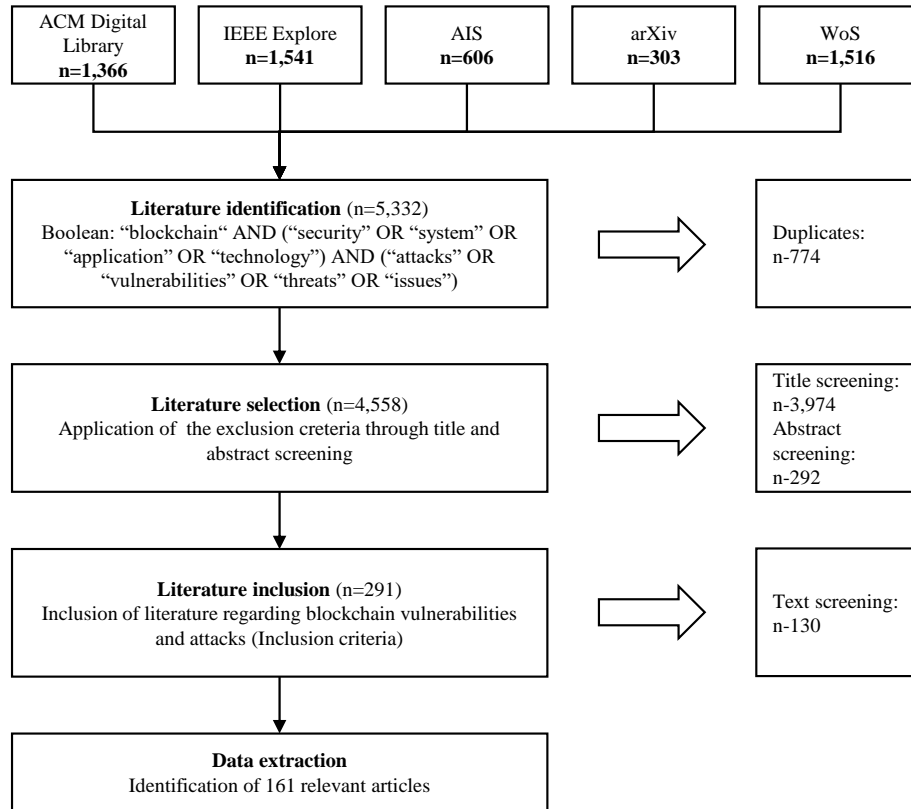 ACM Digital
Library
n=1,366
IEEE Explore
n=1,541
AIS
n=606
arXiv
n=303
WoS
n=1,516
Literature identification (n=5,332)
Boolean: “blockchain“ AND (“security” OR “system” OR
“application” OR “technology”) AND (“attacks” OR
“vulnerabilities” OR “threats” OR “issues”)
Duplicates:
n-774
Literature selection (n=4,558)
Application of the exclusion creteria through title and
abstract screening
Title screening:
n-3,974
Abstract
screening:
n-292
Literature inclusion (n=291)
Inclusion of literature regarding blockchain vulnerabilities
and attacks (Inclusion criteria)
Text screening:
n-130
Data extraction
Identification of 161 relevant articles